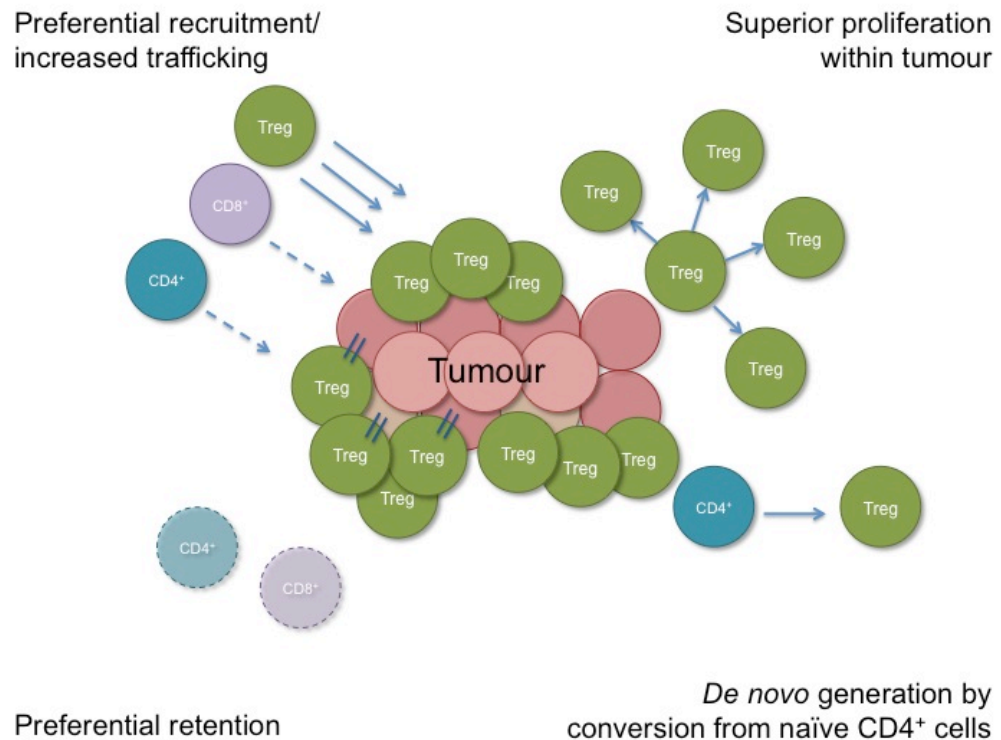 Preferential recruitment/
increased trafficking
Superior proliferation
within tumour
Treg
CD8⁺
CD4⁺
Treg
Treg
Treg
Treg
Treg
Treg
Treg
Treg
Tumour
Treg
Treg
Treg
Treg
Treg
Treg
Treg
CD4⁺
Treg
CD4⁺
CD8⁺
Preferential retention
De novo generation by
conversion from naïve CD4⁺ cells